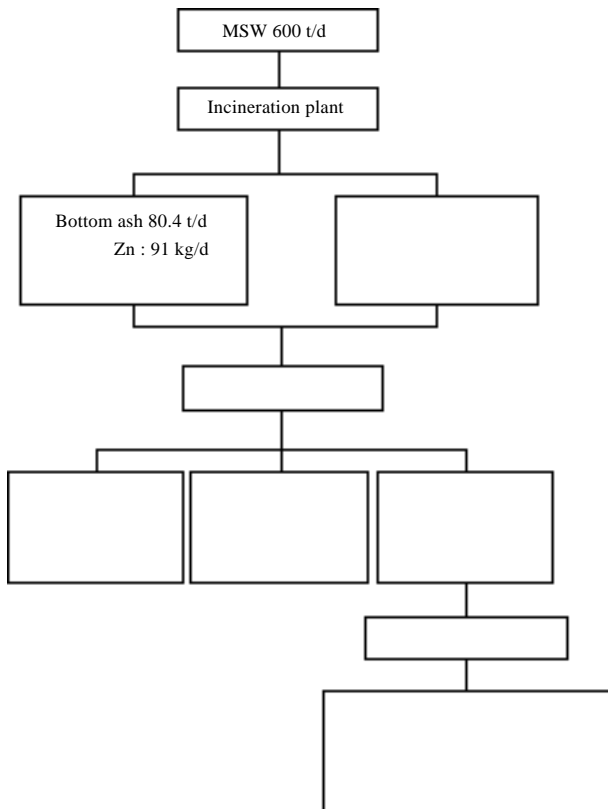 MSW 600 t/d
Incineration plant
Bottom ash 80.4 t/d
Zn : 91 kg/d